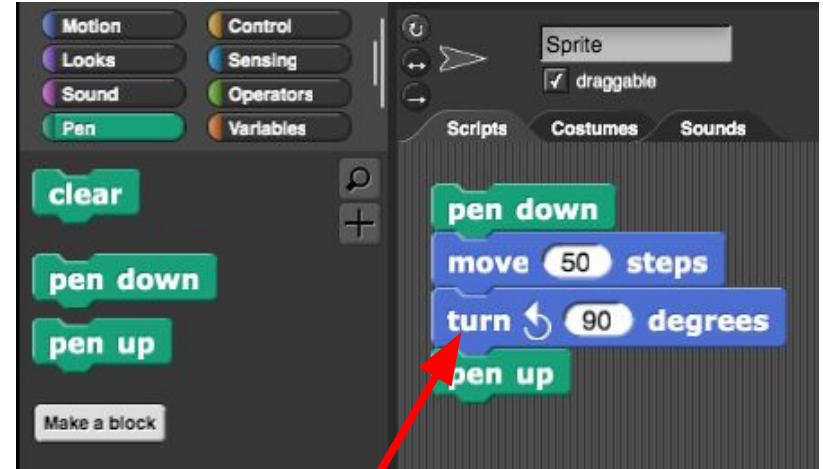 Motion Control
Looks Sensing
Sound Operators
Pen Variables
clear
pen down
pen up
Make a block
Sprite
draggable
Scripts Costumes Sounds
pen down
move 50 steps
turn 90 degrees
pen up